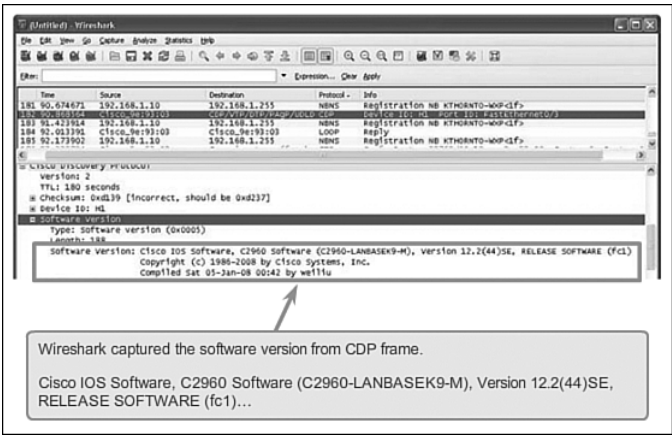 (Untitled) - Wireshark
File Edit View Go Capture Analyze Statistics Help
Filter: Expression... Clear Apply
Time Source Destination Protocol . Info
181 90.674671 192.168.1.10 192.168.1.255 NBNS Registration NB KTHORNTO-WXP<1f>
182 90.868364 Cisco_9e:93:03 CDP/VTP/DTP/PAgP/UDLD CDP Device ID: H1 Port ID: FastEthernet0/3
183 91.423914 192.168.1.10 192.168.1.255 NBNS Registration NB KTHORNTO-WXP<1f>
184 92.013391 Cisco_9e:93:03 Cisco_9e:93:03 LOOP Reply
185 92.173902 192.168.1.10 192.168.1.255 NBNS Registration NB KTHORNTO-WXP<1f>
Cisco Discovery Protocol
Version: 2
TTL: 180 seconds
Checksum: 0xd139 [incorrect, should be 0xd237]
Device ID: H1
Software Version
Type: Software version (0x0005)
Length: 188
Software Version: Cisco IOS Software, C2960 Software (C2960-LANBASEK9-M), Version 12.2(44)SE, RELEASE SOFTWARE (fc1)
Copyright (c) 1986-2008 by Cisco Systems, Inc.
Compiled Sat 05-Jan-08 00:42 by weiliu
Wireshark captured the software version from CDP frame.
Cisco IOS Software, C2960 Software (C2960-LANBASEK9-M), Version 12.2(44)SE,
RELEASE SOFTWARE (fc1)…